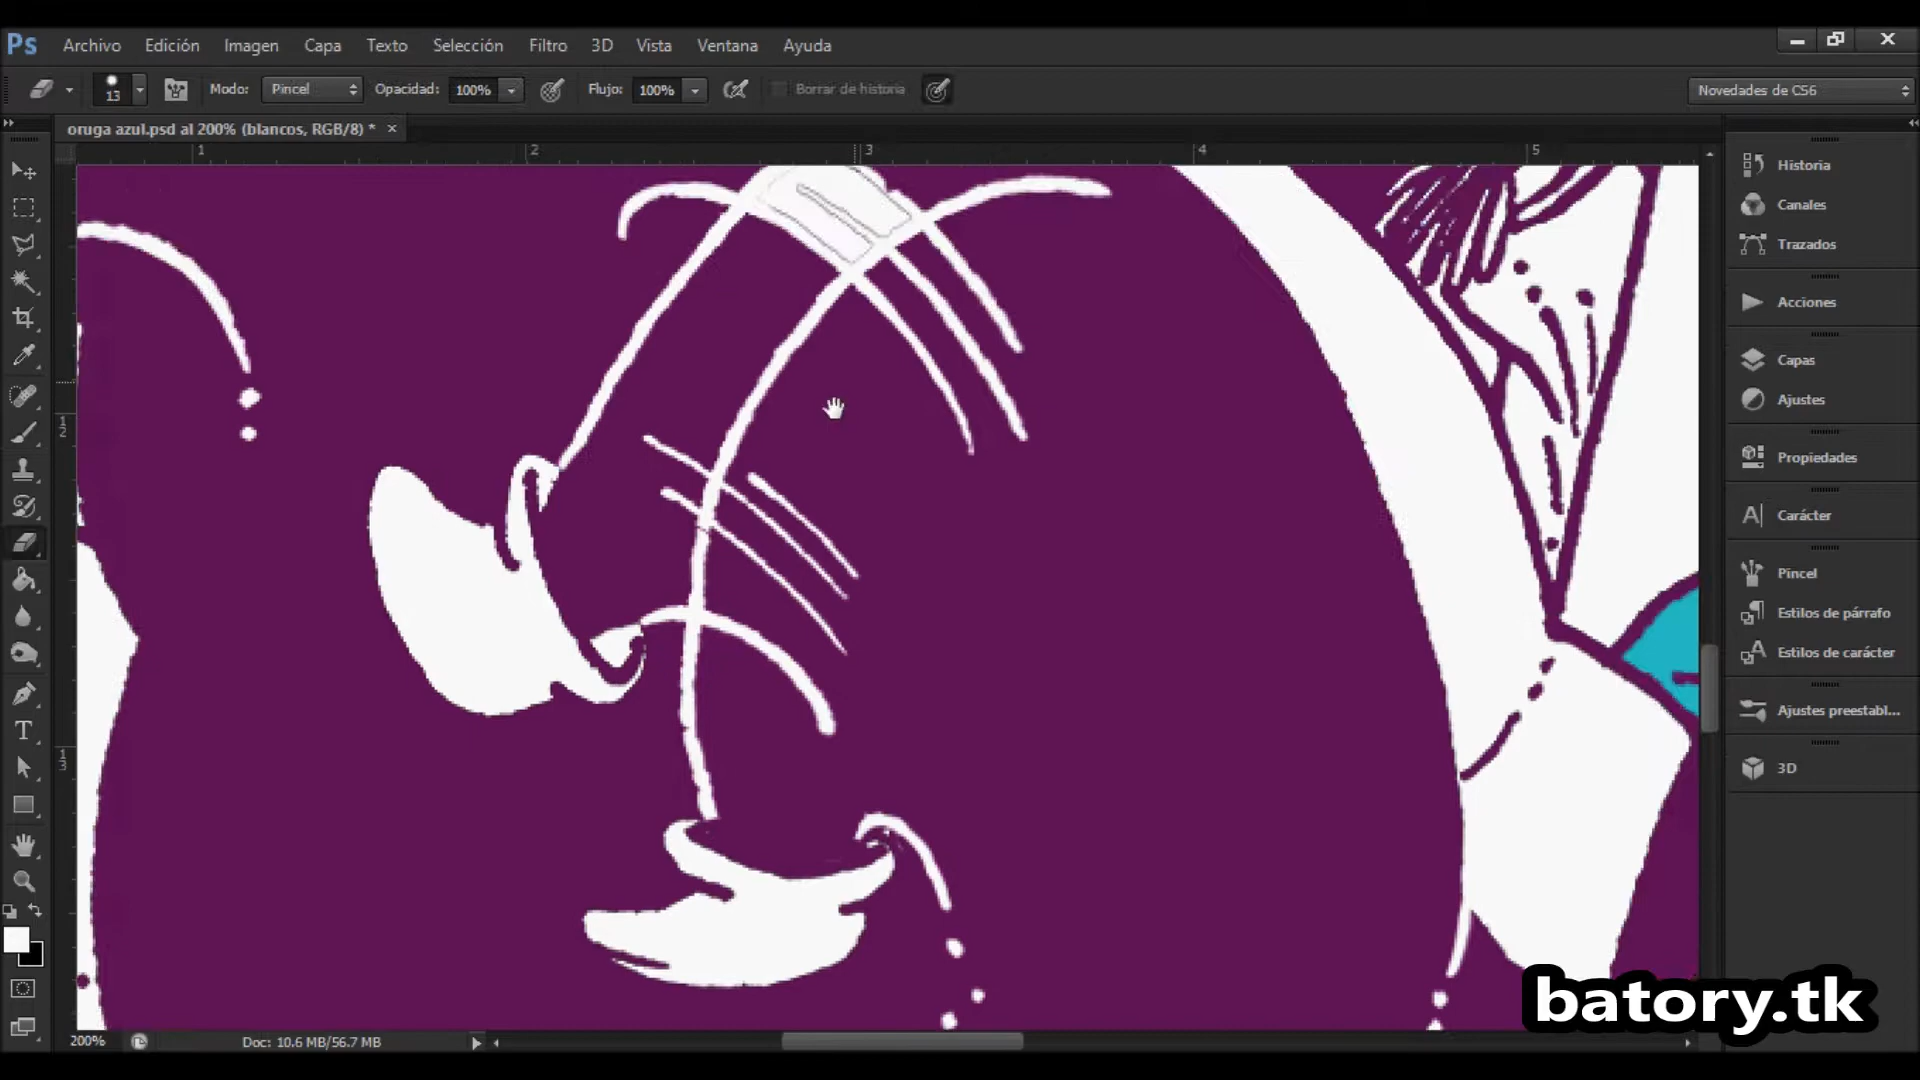 Ps Archivo Edición Imagen Capa Texto Selección Filtro 3D Vista Ventana Ayuda
13 Modo: Pincel Opacidad: 100% Flujo: 100% Borrar de historia Novedades de CS6
oruga azul.psd al 200% (blancos, RGB/8) * ×
1 2 3 4 5
Historia
Canales
Trazados
Acciones
Capas
Ajustes
12
Propiedades
Carácter
Pincel
Estilos de párrafo
Estilos de carácter
Ajustes preestabl...
13
3D
batory.tk
200% Doc: 10.6 MB/56.7 MB